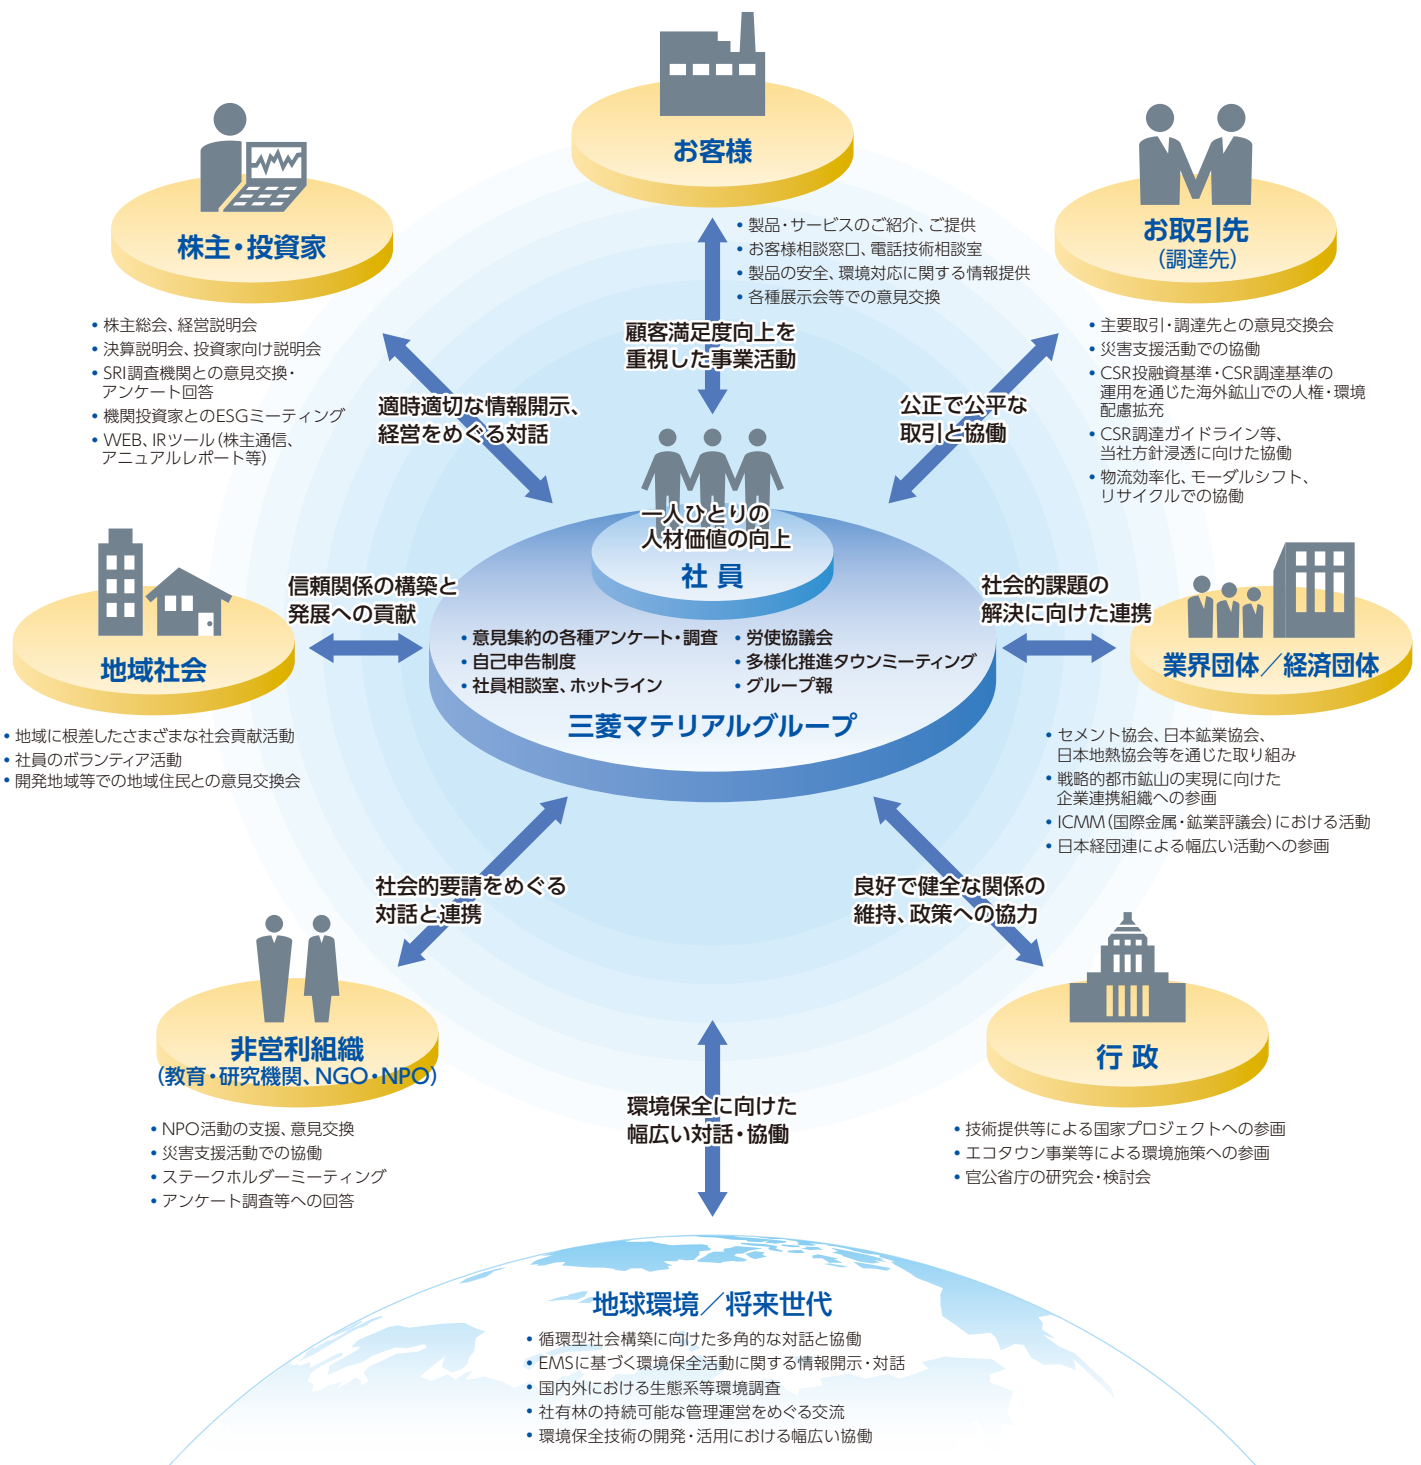 お客様
・製品・サービスのご紹介、ご提供
・お客様相談窓口、電話技術相談室
・製品の安全、環境対応に関する情報提供
・各種展示会等での意見交換
顧客満足度向上を
重視した事業活動
株主・投資家
・株主総会、経営説明会
・決算説明会、投資家向け説明会
・SRI調査機関との意見交換・
アンケート回答
・機関投資家とのESGミーティング
・WEB、IRツール（株主通信、
アニュアルレポート等）
適時適切な情報開示、
経営をめぐる対話
お取引先
（調達先）
・主要取引・調達先との意見交換会
・災害支援活動での協働
・CSR投融資基準・CSR調達基準の
運用を通じた海外鉱山での人権・環境
配慮拡充
・CSR調達ガイドライン等、
当社方針浸透に向けた協働
・物流効率化、モーダルシフト、
リサイクルでの協働
公正で公平な
取引と協働
一人ひとりの
人材価値の向上
社 員
・意見集約の各種アンケート・調査
・自己申告制度
・社員相談室、ホットライン
・労使協議会
・多様化推進タウンミーティング
・グループ報
三菱マテリアルグループ
信頼関係の構築と
発展への貢献
地域社会
・地域に根差したさまざまな社会貢献活動
・社員のボランティア活動
・開発地域等での地域住民との意見交換会
社会的課題の
解決に向けた連携
業界団体／経済団体
・セメント協会、日本鉱業協会、
日本地熱協会等を通じた取り組み
・戦略的都市鉱山の実現に向けた
企業連携組織への参画
・ICMM（国際金属・鉱業評議会）における活動
・日本経団連による幅広い活動への参画
社会的要請をめぐる
対話と連携
非営利組織
（教育・研究機関、NGO・NPO）
・NPO活動の支援、意見交換
・災害支援活動での協働
・ステークホルダーミーティング
・アンケート調査等への回答
良好で健全な関係の
維持、政策への協力
行 政
・技術提供等による国家プロジェクトへの参画
・エコタウン事業等による環境施策への参画
・官公省庁の研究会・検討会
環境保全に向けた
幅広い対話・協働
地球環境／将来世代
・循環型社会構築に向けた多角的な対話と協働
・EMSに基づく環境保全活動に関する情報開示・対話
・国内外における生態系等環境調査
・社有林の持続可能な管理運営をめぐる交流
・環境保全技術の開発・活用における幅広い協働